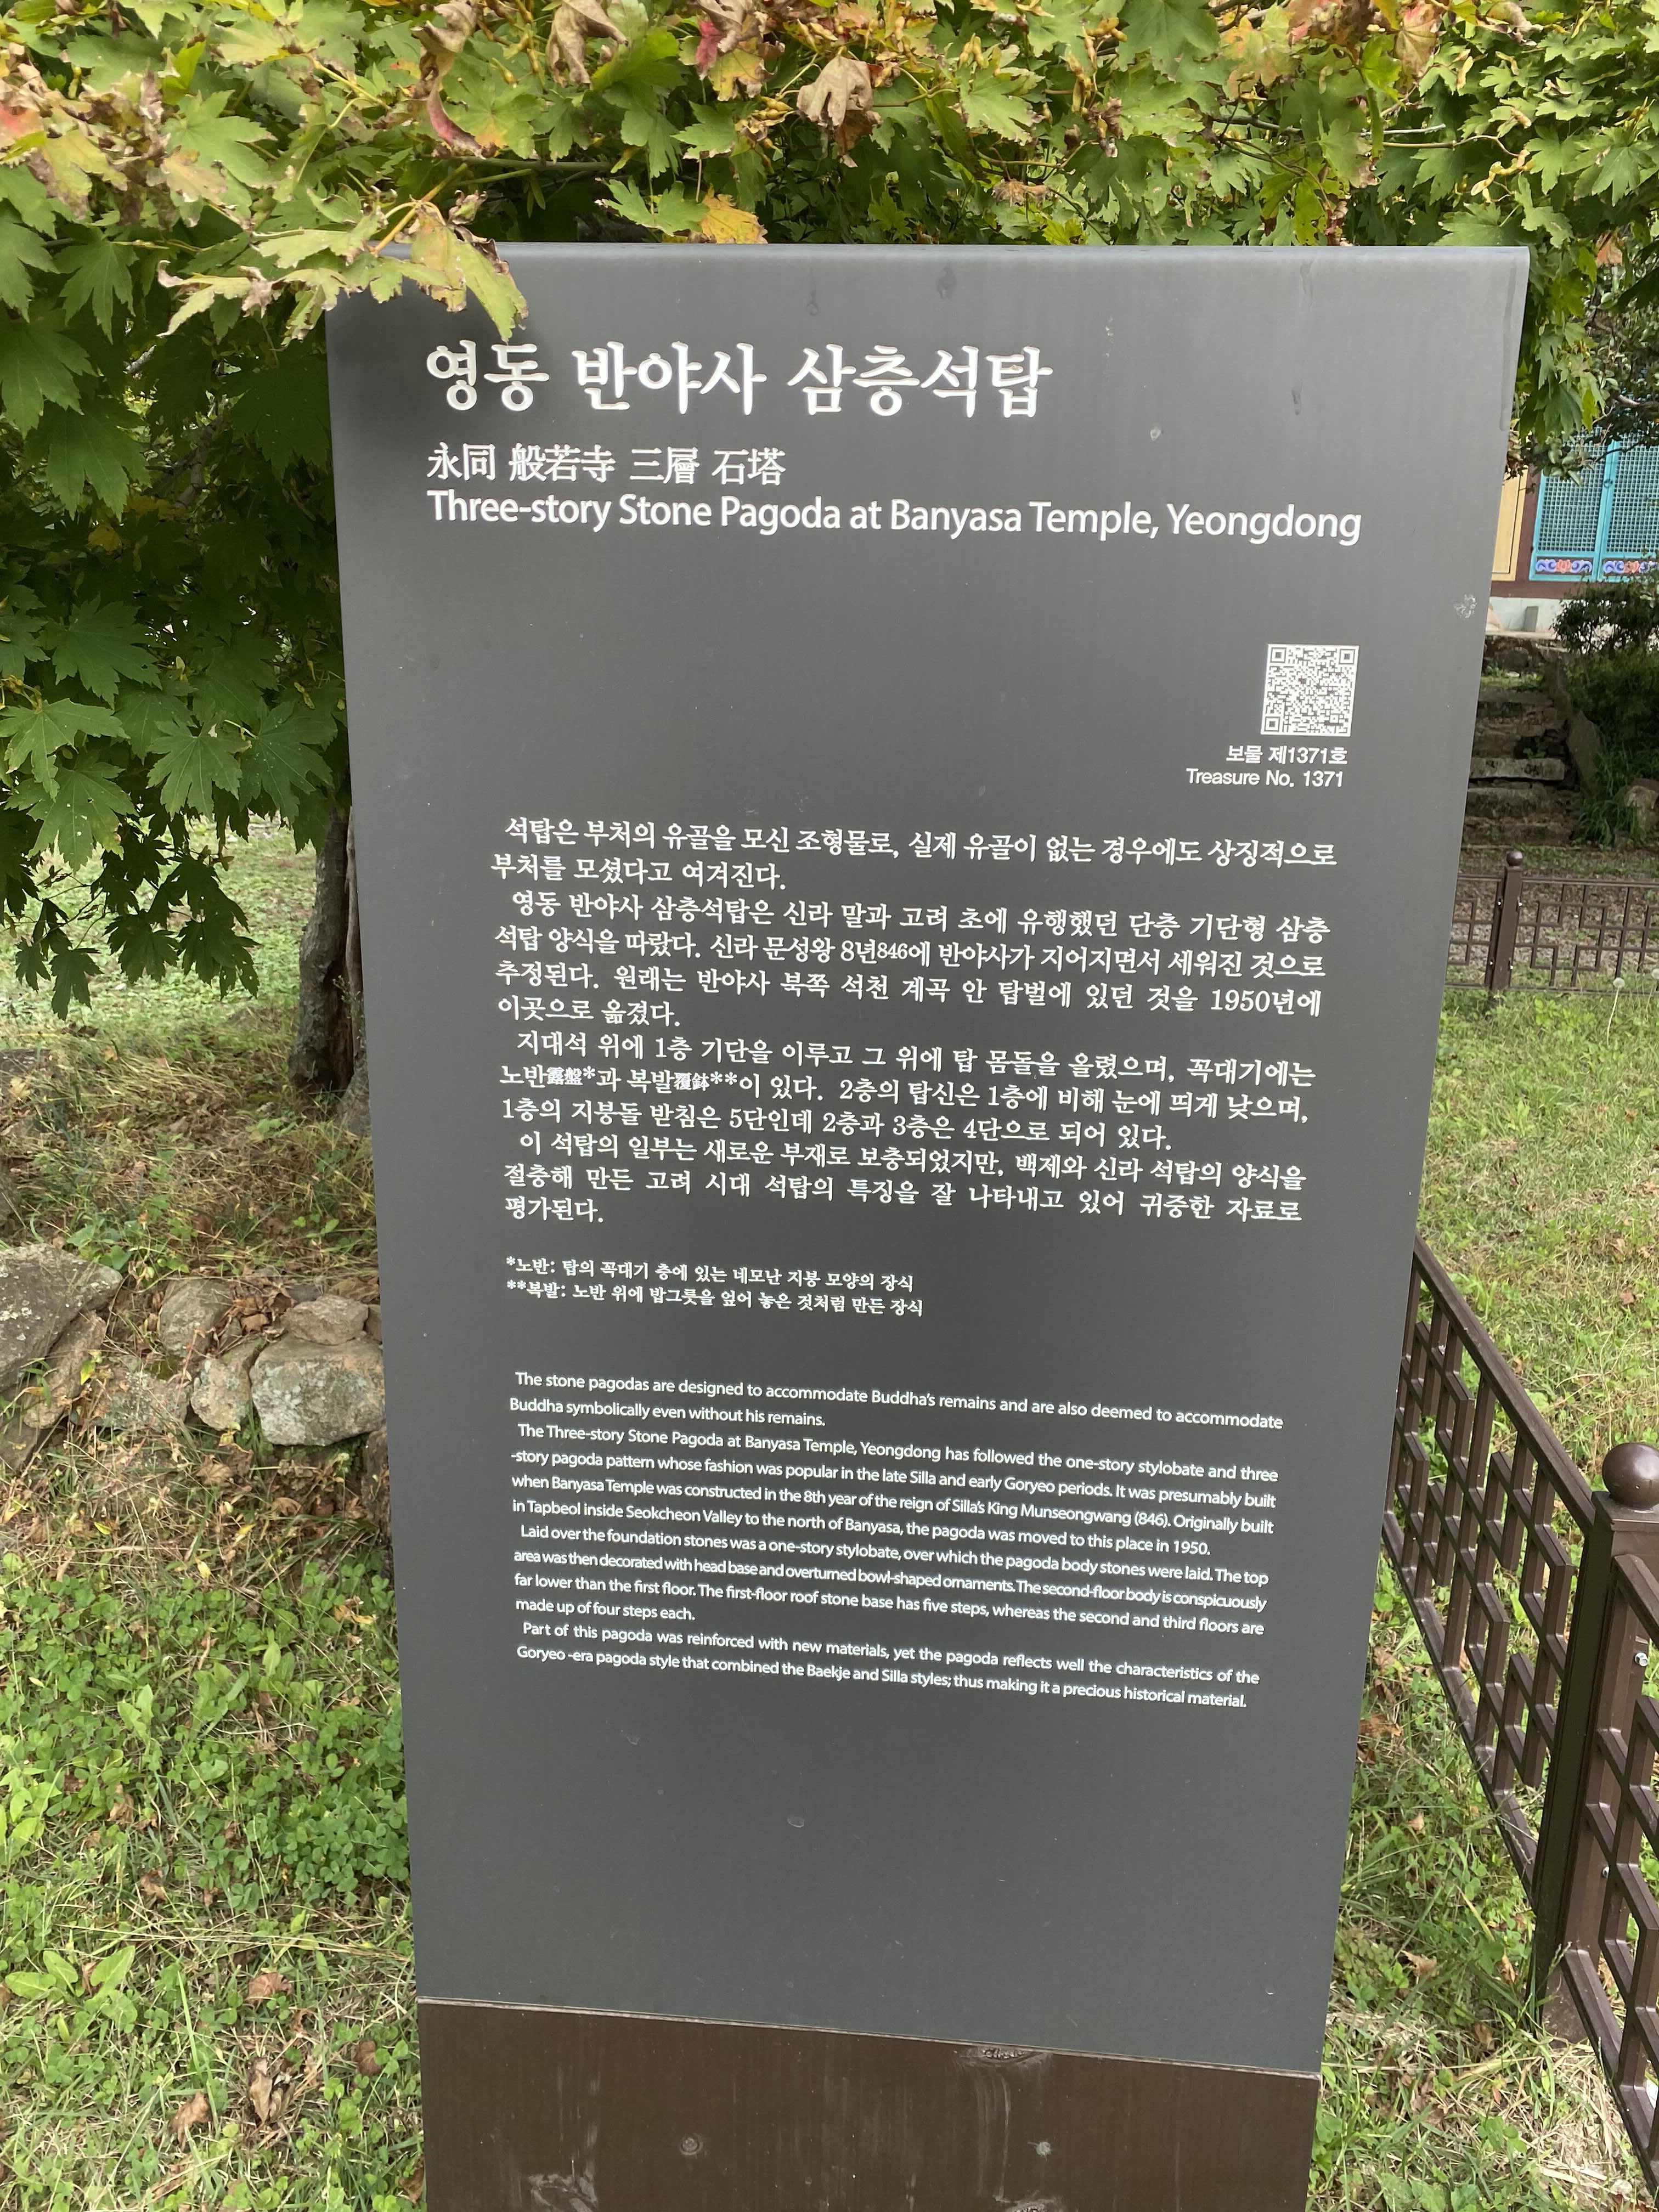 영동 반야사 삼층석탑
永同 般若寺 三層 石塔
Three-story Stone Pagoda at Banyasa Temple, Yeongdong
보물 제1371호
Treasure No. 1371
석탑은 부처의 유골을 모신 조형물로, 실제 유골이 없는 경우에도 상징적으로
부처를 모셨다고 여겨진다.
영동 반야사 삼층석탑은 신라 말과 고려 초에 유행했던 단층 기단형 삼층
석탑 양식을 따랐다. 신라 문성왕 8년846에 반야사가 지어지면서 세워진 것으로
추정된다. 원래는 반야사 북쪽 석천 계곡 안 탑벌에 있던 것을 1950년에
이곳으로 옮겼다.
지대석 위에 1층 기단을 이루고 그 위에 탑 몸돌을 올렸으며, 꼭대기에는
노반露盤*과 복발覆鉢**이 있다. 2층의 탑신은 1층에 비해 눈에 띄게 낮으며,
1층의 지붕돌 받침은 5단인데 2층과 3층은 4단으로 되어 있다.
이 석탑의 일부는 새로운 부재로 보충되었지만, 백제와 신라 석탑의 양식을
절충해 만든 고려 시대 석탑의 특징을 잘 나타내고 있어 귀중한 자료로
평가된다.
*노반: 탑의 꼭대기 층에 있는 네모난 지붕 모양의 장식
**복발: 노반 위에 밥그릇을 엎어 놓은 것처럼 만든 장식
The stone pagodas are designed to accommodate Buddha's remains and are also deemed to accommodate
Buddha symbolically even without his remains.
The Three-story Stone Pagoda at Banyasa Temple, Yeongdong has followed the one-story stylobate and three
-story pagoda pattern whose fashion was popular in the late Silla and early Goryeo periods. It was presumably built
when Banyasa Temple was constructed in the 8th year of the reign of Silla's King Munseongwang (846). Originally built
in Tapbeol inside Seokcheon Valley to the north of Banyasa, the pagoda was moved to this place in 1950.
Laid over the foundation stones was a one-story stylobate, over which the pagoda body stones were laid. The top
area was then decorated with head base and overturned bowl-shaped ornaments. The second-floor body is conspicuously
far lower than the first floor. The first-floor roof stone base has five steps, whereas the second and third floors are
made up of four steps each.
Part of this pagoda was reinforced with new materials, yet the pagoda reflects well the characteristics of the
Goryeo -era pagoda style that combined the Baekje and Silla styles; thus making it a precious historical material.